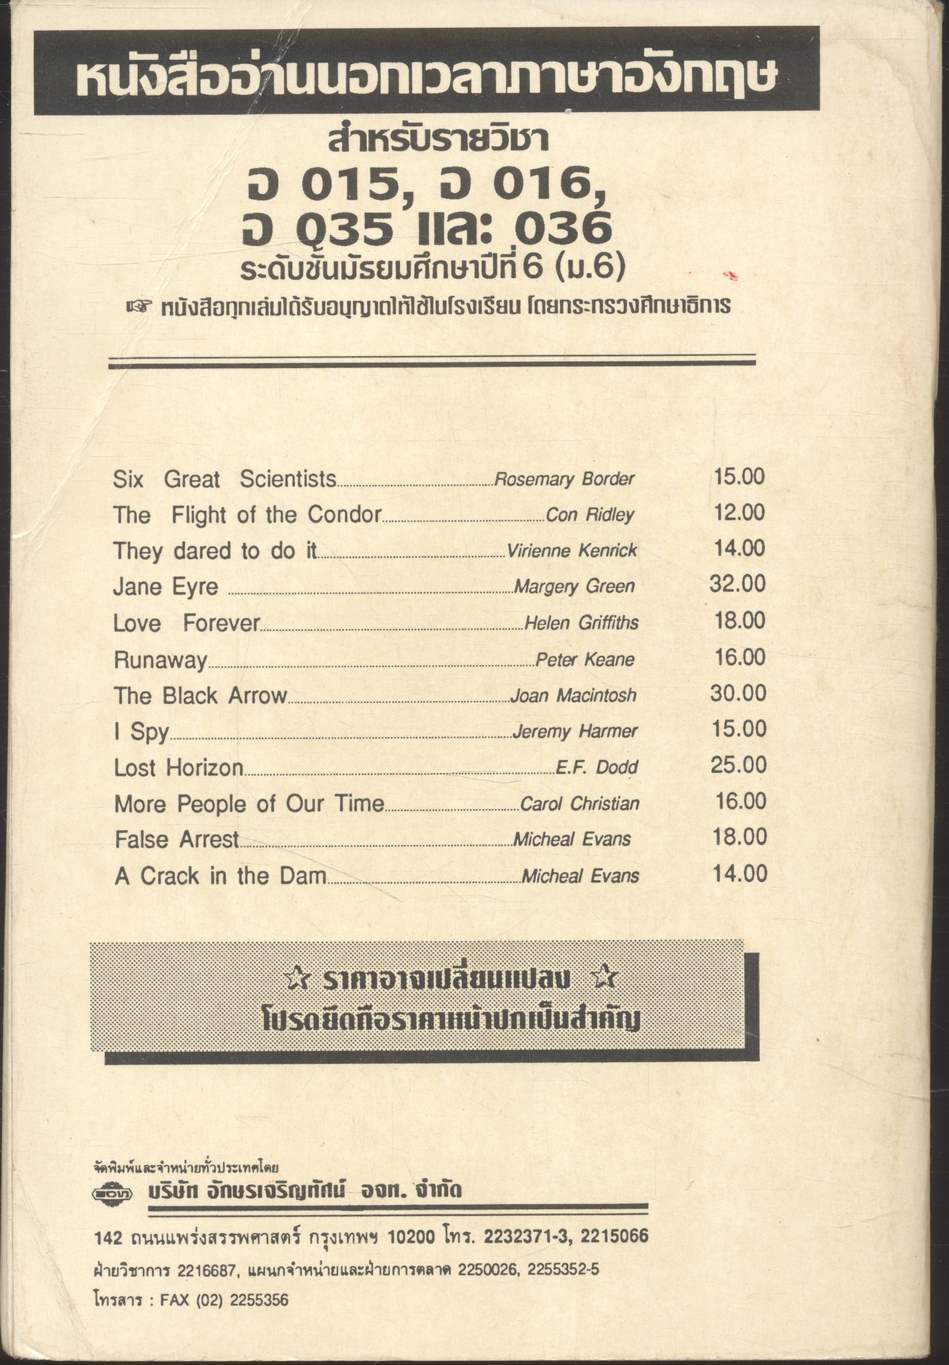 หนังสืออ่านนอกเวลาภาษาอังกฤษ
สำหรับรายวิชา
อ 015, อ 016,
อ 035 และ 036
ระดับชั้นมัธยมศึกษาปีที่ 6 (ม.6)
☞ หนังสือทุกเล่มได้รับอนุญาตให้ใช้ในโรงเรียน โดยกระทรวงศึกษาธิการ
Six Great Scientists Rosemary Border 15.00
The Flight of the Condor Con Ridley 12.00
They dared to do it Virienne Kenrick 14.00
Jane Eyre Margery Green 32.00
Love Forever Helen Griffiths 18.00
Runaway Peter Keane 16.00
The Black Arrow Joan Macintosh 30.00
I Spy Jeremy Harmer 15.00
Lost Horizon E.F. Dodd 25.00
More People of Our Time Carol Christian 16.00
False Arrest Micheal Evans 18.00
A Crack in the Dam Micheal Evans 14.00
☆ ราคาอาจเปลี่ยนแปลง ☆
โปรดยึดถือราคาหน้าปกเป็นสำคัญ
จัดพิมพ์และจำหน่ายทั่วประเทศโดย
อจท บริษัท อักษรเจริญทัศน์ อจท. จำกัด
142 ถนนแพร่งสรรพศาสตร์ กรุงเทพฯ 10200 โทร. 2232371-3, 2215066
ฝ่ายวิชาการ 2216687, แผนกจำหน่ายและฝ่ายการตลาด 2250026, 2255352-5
โทรสาร : FAX (02) 2255356